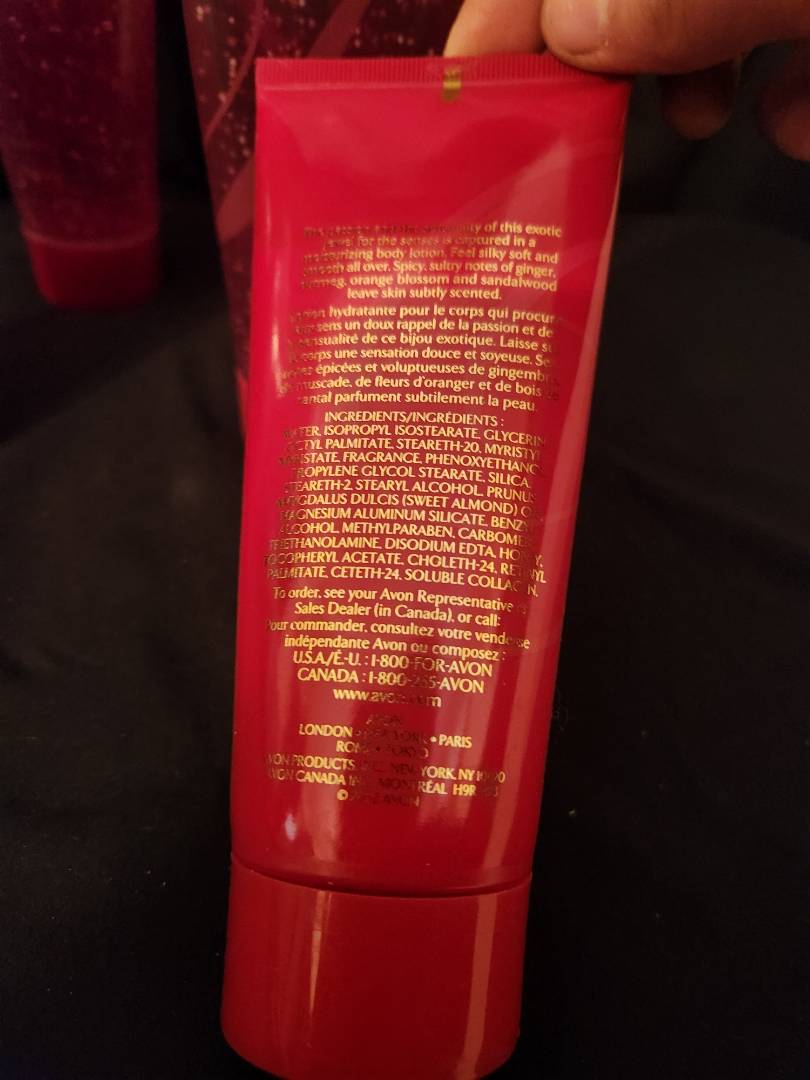 of this exotic
jewel for the senses is captured in a
moisturizing body lotion. Feel silky soft and
smooth all over. Spicy, sultry notes of ginger,
nutmeg, orange blossom and sandalwood
leave skin subtly scented.
hydratante pour le corps qui procure
sens un doux rappel de la passion et de
sensualité de ce bijou exotique. Laisse su
corps une sensation douce et soyeuse. Se
épicées et voluptueuses de gingembre,
muscade, de fleurs d'oranger et de bois de
santal parfument subtilement la peau.
INGREDIENTS/INGRÉDIENTS :
WATER, ISOPROPYL ISOSTEARATE, GLYCERIN,
OCTYL PALMITATE, STEARETH-20, MYRISTYL
MYRISTATE, FRAGRANCE, PHENOXYETHANOL,
PROPYLENE GLYCOL STEARATE, SILICA,
STEARETH-2, STEARYL ALCOHOL, PRUNUS
AMYGDALUS DULCIS (SWEET ALMOND) OIL,
MAGNESIUM ALUMINUM SILICATE, BENZYL
ALCOHOL, METHYLPARABEN, CARBOMER,
TRIETHANOLAMINE, DISODIUM EDTA, HONEY,
TOCOPHERYL ACETATE, CHOLETH-24, RETINYL
PALMITATE, CETETH-24, SOLUBLE COLLAGEN.
To order, see your Avon Representative
Sales Dealer (in Canada), or call:
Pour commander, consultez votre vendeuse
indépendante Avon ou composez :
U.S.A./É.-U. : 1-800-FOR-AVON
CANADA : 1-800-265-AVON
www.avon.com
AVON
LONDON • NEW YORK • PARIS
ROME • TOKYO
AVON PRODUCTS, INC., NEW YORK, NY 10020
AVON CANADA INC., MONTRÉAL
© AVON